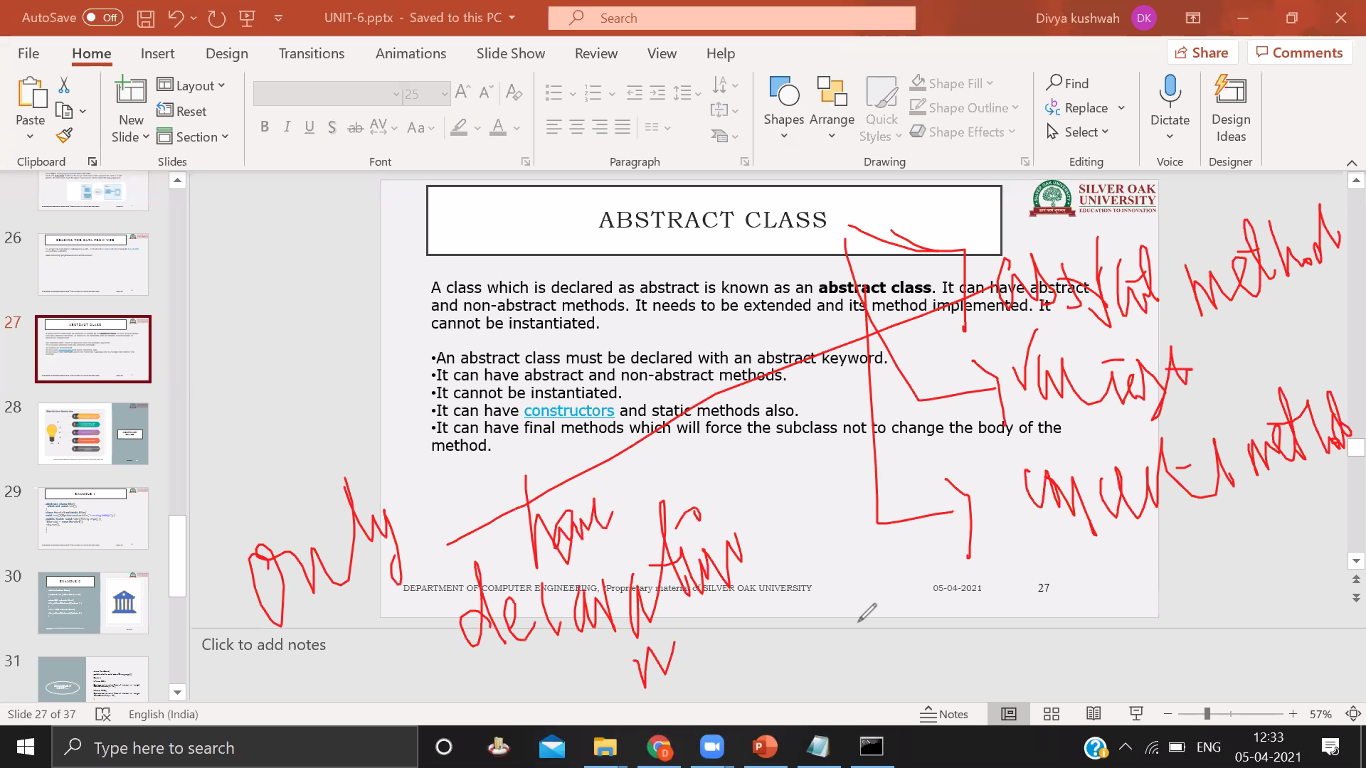 AutoSave Off UNIT-6.pptx - Saved to this PC Search Divya kushwah DK
File Home Insert Design Transitions Animations Slide Show Review View Help Share Comments
Paste New Slide Layout Reset Section 25 Shapes Arrange Quick Styles Shape Fill Shape Outline Shape Effects Find Replace Select Dictate Design Ideas
Clipboard Slides Font Paragraph Drawing Editing Voice Designer
26
27
28
29
30
31
ABSTRACT CLASS
SILVER OAK
UNIVERSITY
EDUCATION TO INNOVATION
A class which is declared as abstract is known as an abstract class. It can have abstract
and non-abstract methods. It needs to be extended and its method implemented. It
cannot be instantiated.
•An abstract class must be declared with an abstract keyword.
•It can have abstract and non-abstract methods.
•It cannot be instantiated.
•It can have constructors and static methods also.
•It can have final methods which will force the subclass not to change the body of the
method.
method
method
only have
declaration
DEPARTMENT OF COMPUTER ENGINEERING, Proprietary material of SILVER OAK UNIVERSITY 05-04-2021 27
Click to add notes
Slide 27 of 37 English (India) Notes 57%
Type here to search ENG 12:33
05-04-2021